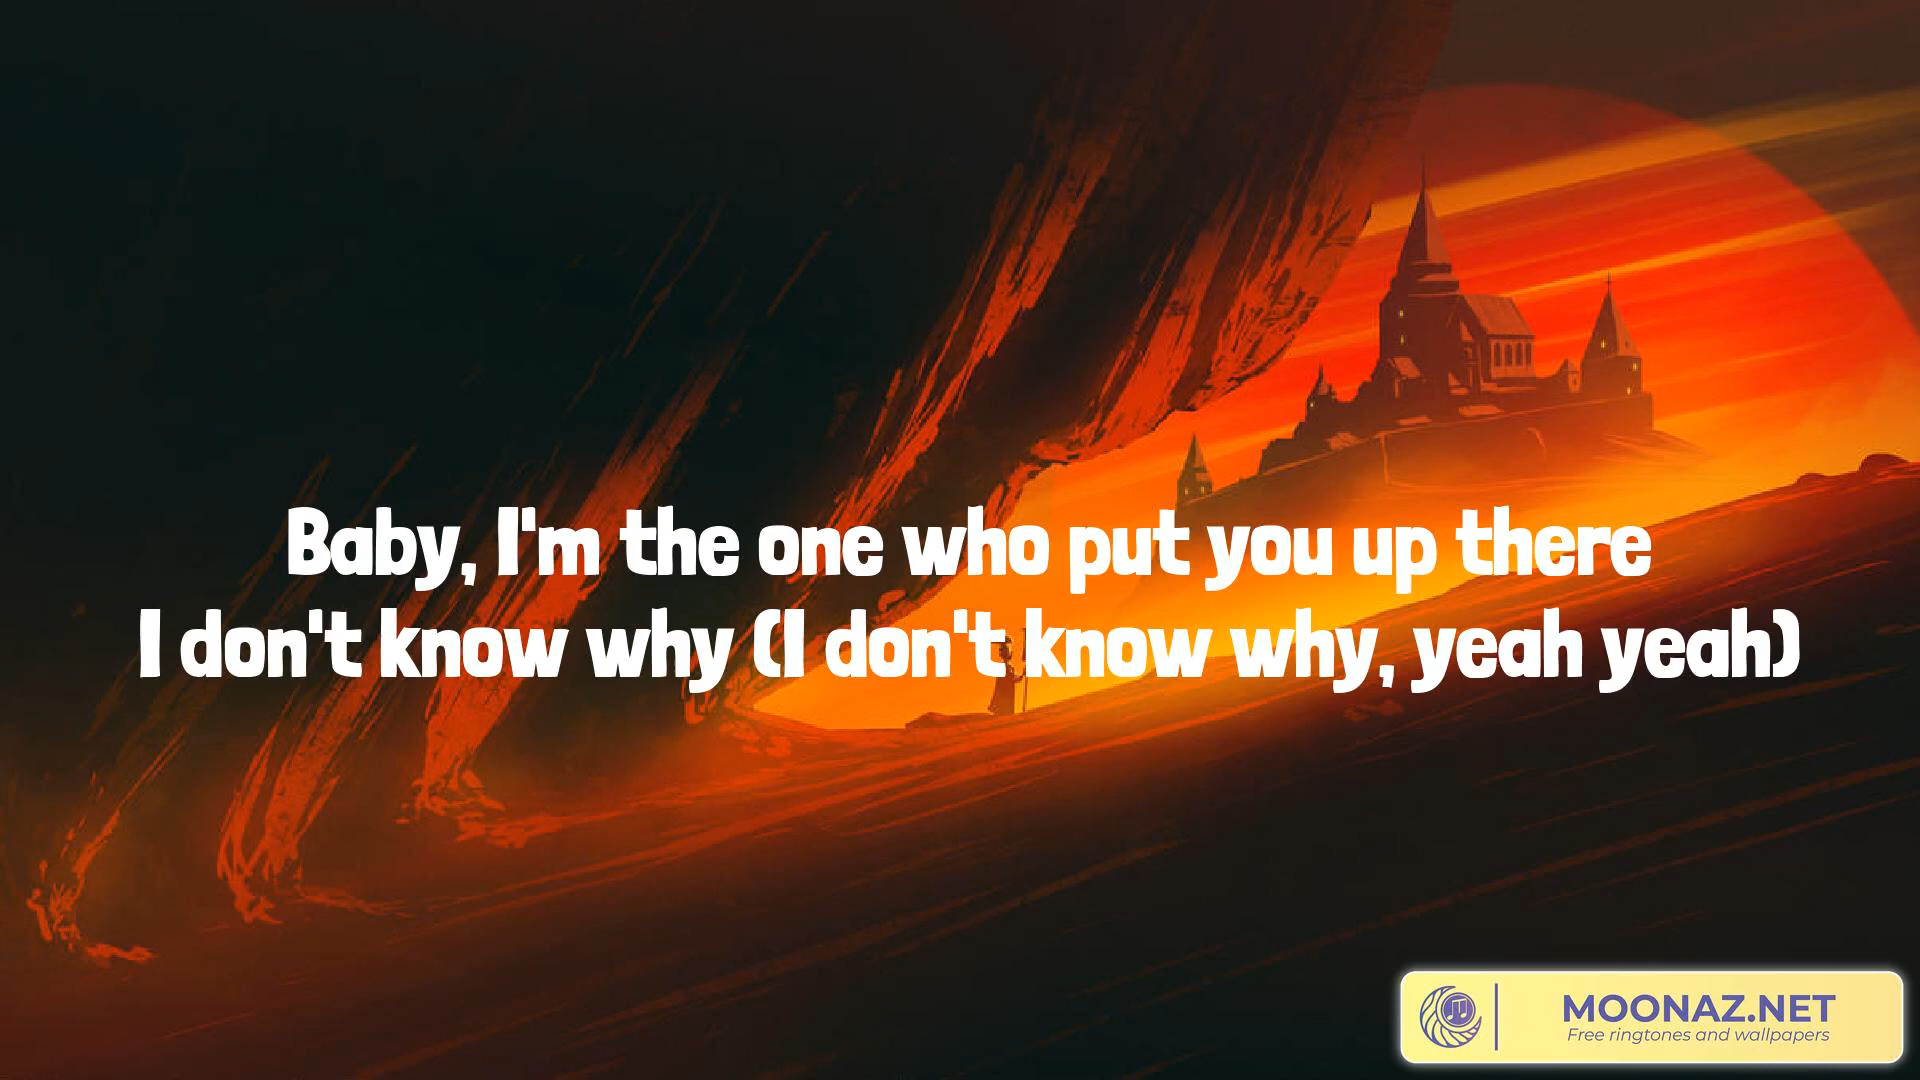 Baby, I'm the one who put you up there
I don't know why (I don't know why, yeah yeah)
MOONAZ.NET
Free ringtones and wallpapers